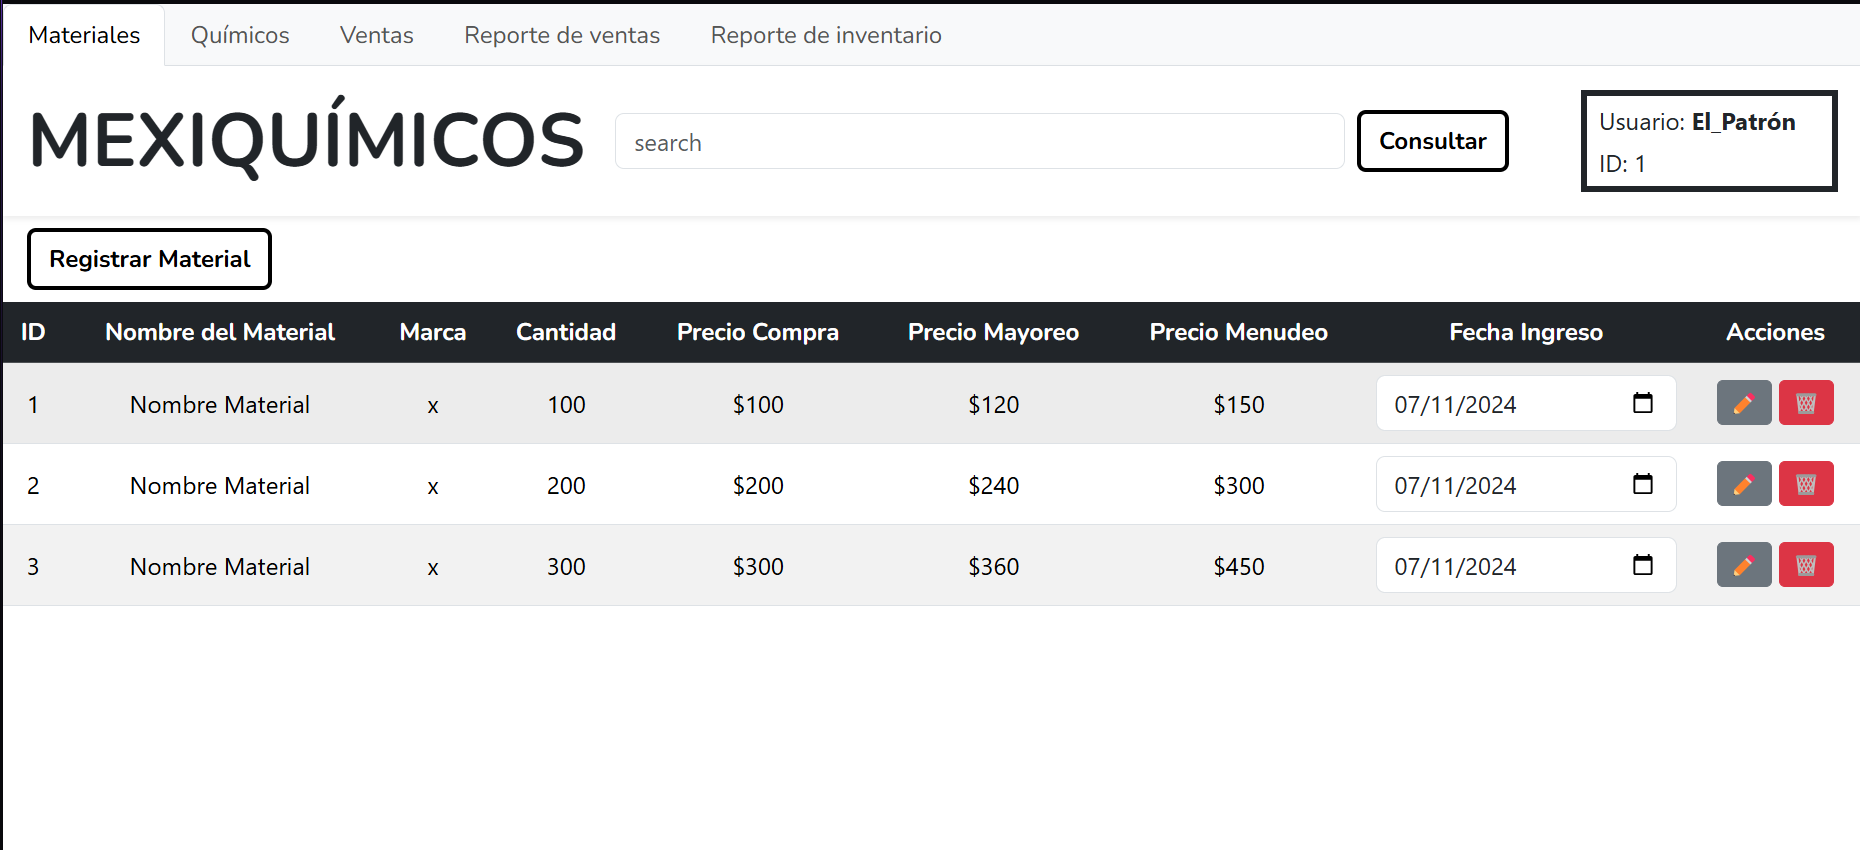 Materiales Químicos Ventas Reporte de ventas Reporte de inventario
MEXIQUÍMICOS search Consultar
Usuario: El_Patrón
ID: 1
Registrar Material
ID Nombre del Material Marca Cantidad Precio Compra Precio Mayoreo Precio Menudeo Fecha Ingreso Acciones
1 Nombre Material x 100 $100 $120 $150 07/11/2024
2 Nombre Material x 200 $200 $240 $300 07/11/2024
3 Nombre Material x 300 $300 $360 $450 07/11/2024